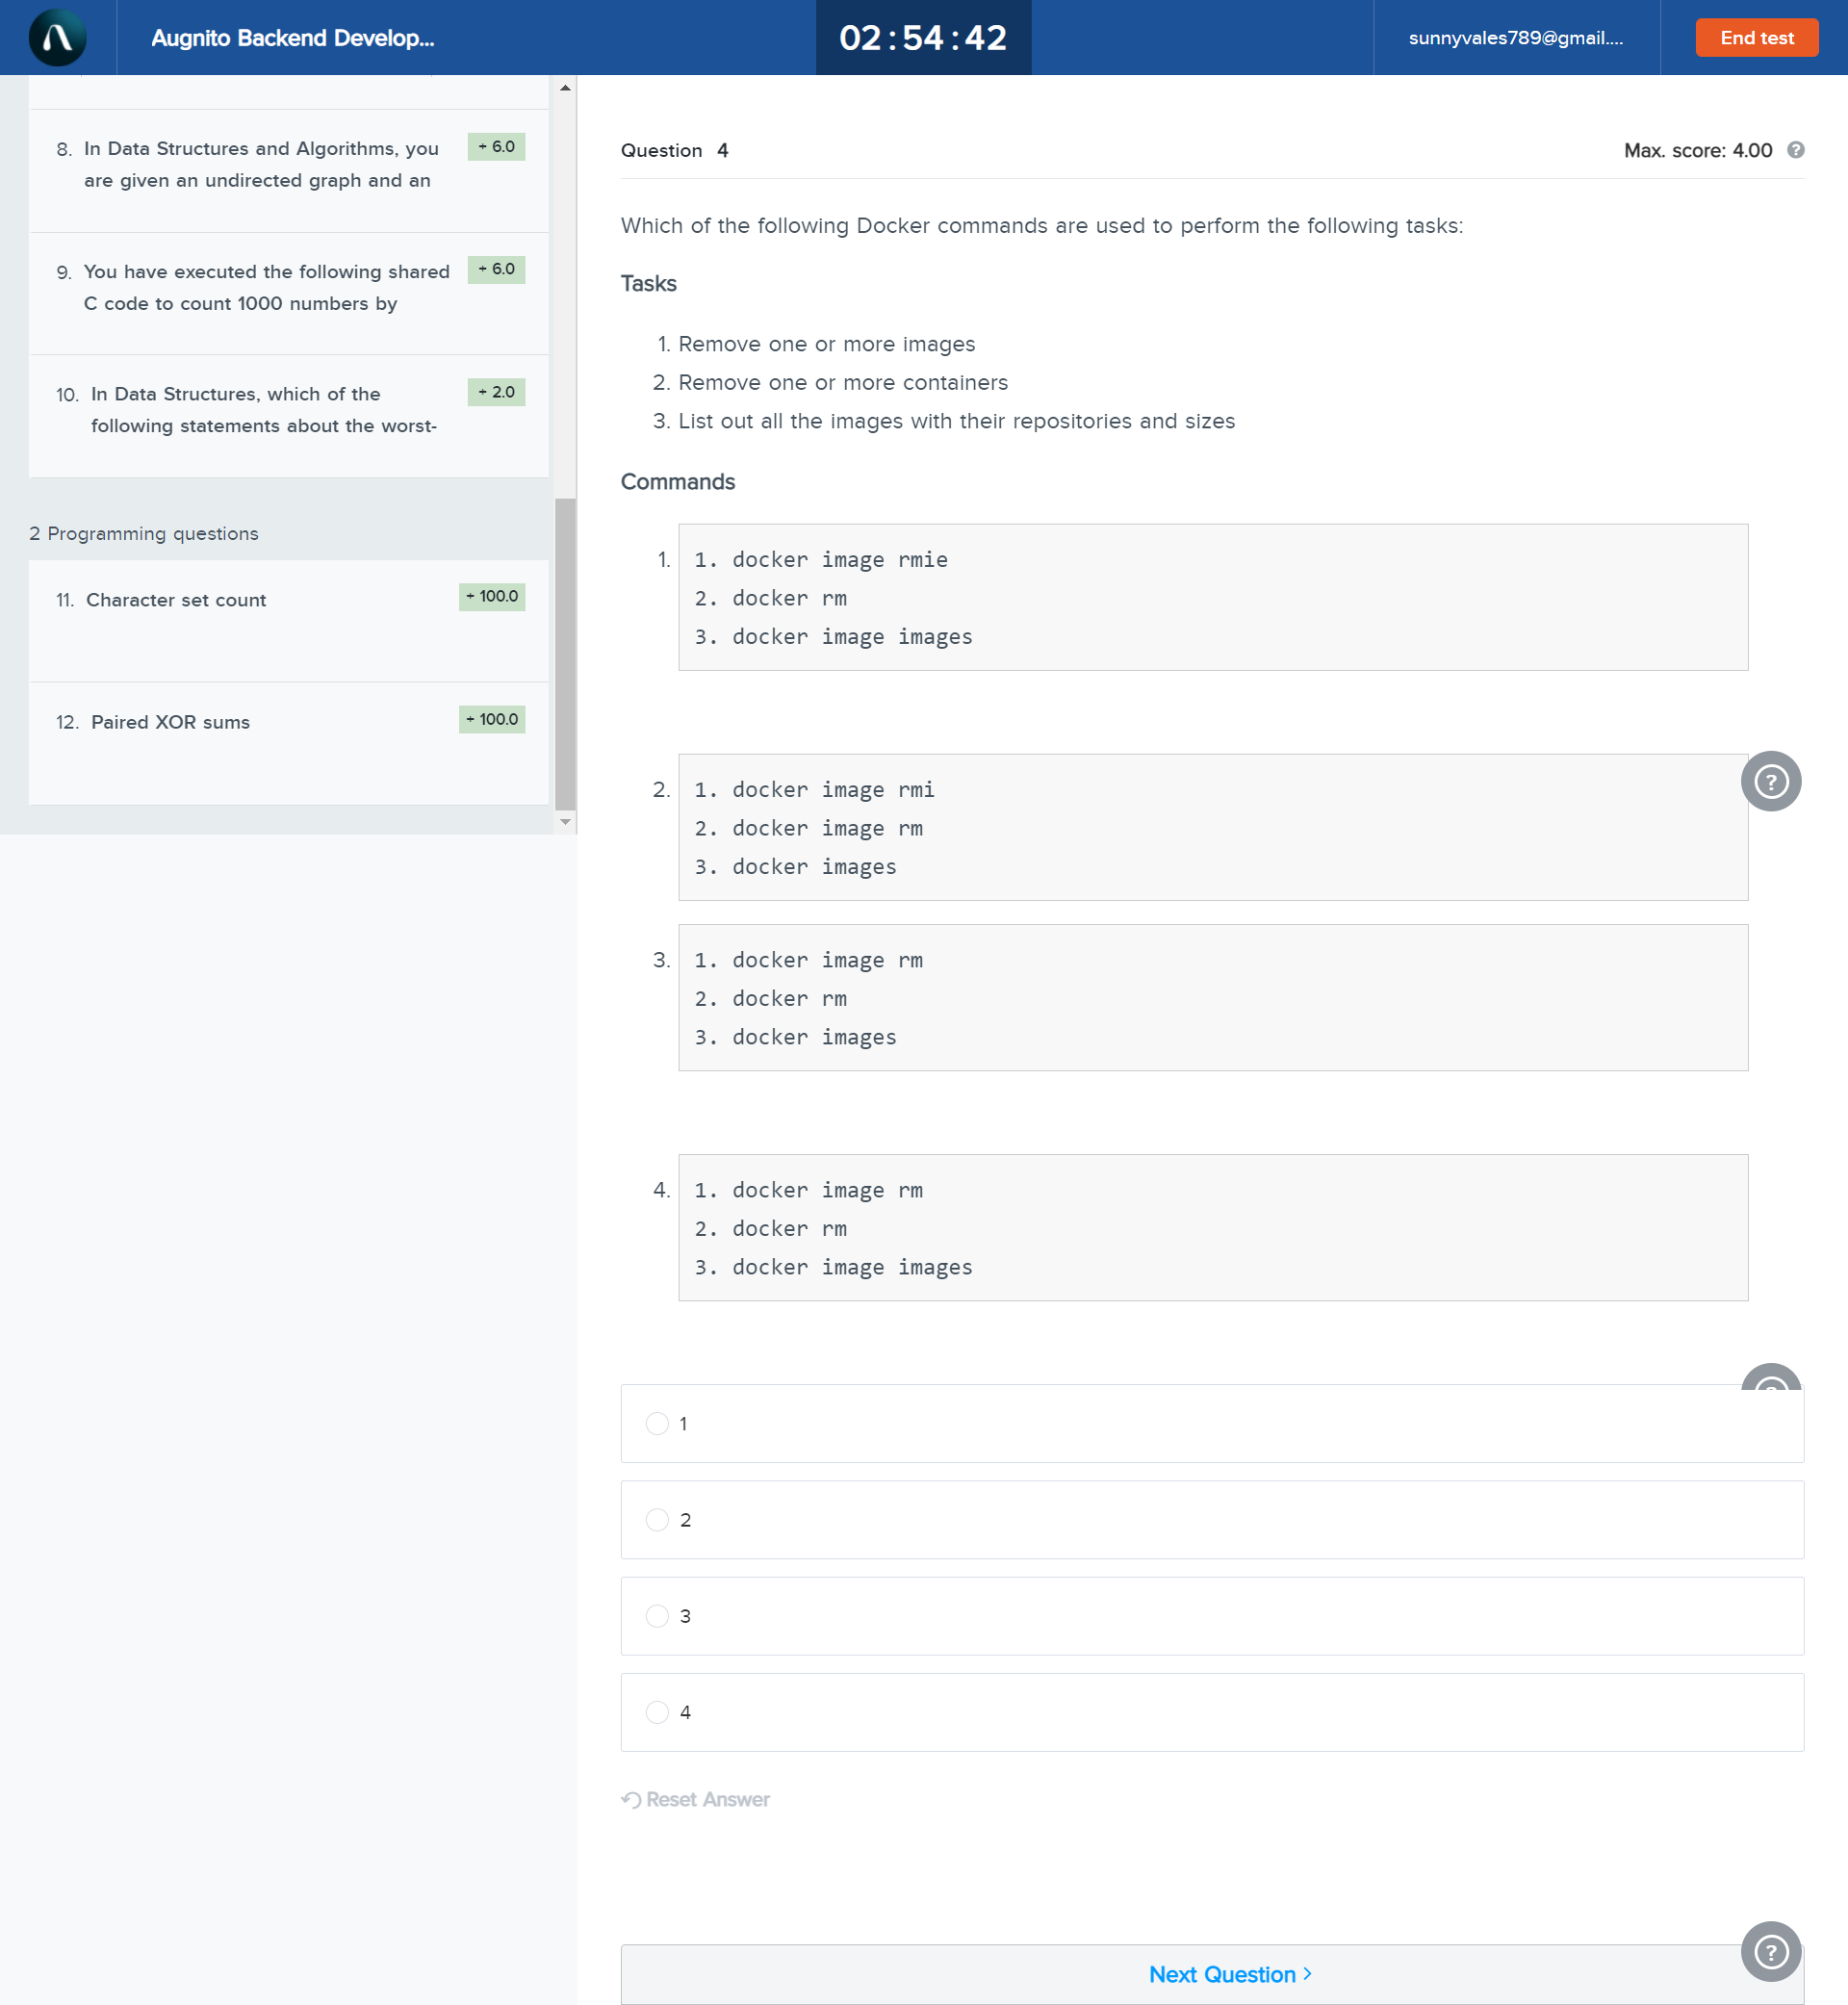 Augnito Backend Develop...
02:54:42
sunnyvales789@gmail....
End test
8. In Data Structures and Algorithms, you
are given an undirected graph and an
+ 6.0
9. You have executed the following shared
C code to count 1000 numbers by
+ 6.0
10. In Data Structures, which of the
following statements about the worst-
+ 2.0
2 Programming questions
11. Character set count
+ 100.0
12. Paired XOR sums
+ 100.0
Question 4
Max. score: 4.00 ?
Which of the following Docker commands are used to perform the following tasks:
Tasks
1. Remove one or more images
2. Remove one or more containers
3. List out all the images with their repositories and sizes
Commands
1.
1. docker image rmie
2. docker rm
3. docker image images
2.
1. docker image rmi
2. docker image rm
3. docker images
?
3.
1. docker image rm
2. docker rm
3. docker images
4.
1. docker image rm
2. docker rm
3. docker image images
1
2
3
4
Reset Answer
Next Question >
?